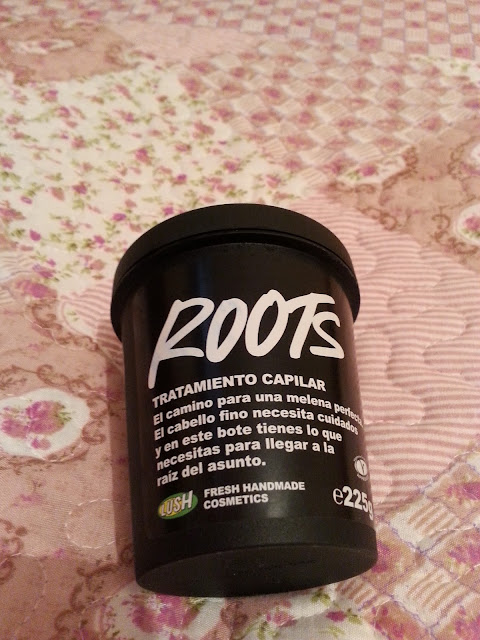 ROOTS
TRATAMIENTO CAPILAR
El camino para una melena perfecta.
El cabello fino necesita cuidados
y en este bote tienes lo que
necesitas para llegar a la
raíz del asunto.
LUSH
FRESH HANDMADE
COSMETICS
e225g